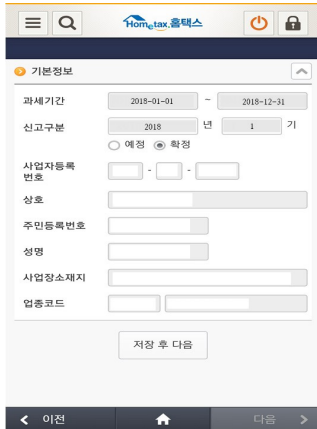 Hometax.홈택스
기본정보
과세기간 2018-01-01 ~ 2018-12-31
신고구분 2018 년 1 기
예정 확정
사업자등록 - -
번호
상호
주민등록번호
성명
사업장소재지
업종코드
저장 후 다음
이전 다음